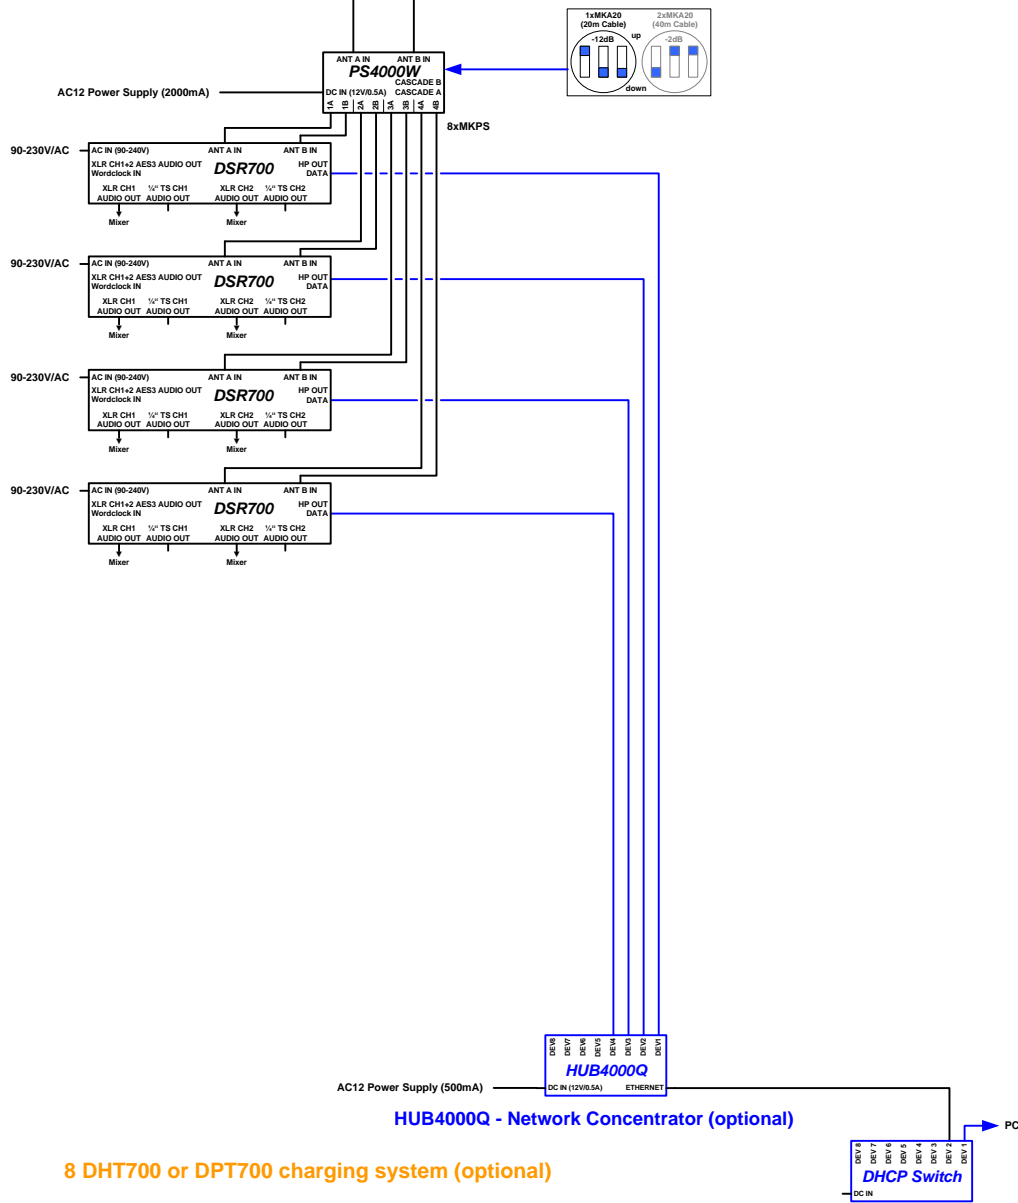 1xMKA20
(20m Cable)
2xMKA20
(40m Cable)
-12dB
up
-2dB
down
ANT A IN
ANT B IN
PS4000W
CASCADE B
DC IN (12V/0.5A)
CASCADE A
1A
1B
2A
2B
3A
3B
4A
4B
AC12 Power Supply (2000mA)
8xMKPS
90-230V/AC
AC IN (90-240V)
ANT A IN
ANT B IN
XLR CH1+2 AES3 AUDIO OUT
Wordclock IN
DSR700
HP OUT
DATA
XLR CH1
AUDIO OUT
¼“ TS CH1
AUDIO OUT
XLR CH2
AUDIO OUT
¼“ TS CH2
AUDIO OUT
Mixer
Mixer
90-230V/AC
AC IN (90-240V)
ANT A IN
ANT B IN
XLR CH1+2 AES3 AUDIO OUT
Wordclock IN
DSR700
HP OUT
DATA
XLR CH1
AUDIO OUT
¼“ TS CH1
AUDIO OUT
XLR CH2
AUDIO OUT
¼“ TS CH2
AUDIO OUT
Mixer
Mixer
90-230V/AC
AC IN (90-240V)
ANT A IN
ANT B IN
XLR CH1+2 AES3 AUDIO OUT
Wordclock IN
DSR700
HP OUT
DATA
XLR CH1
AUDIO OUT
¼“ TS CH1
AUDIO OUT
XLR CH2
AUDIO OUT
¼“ TS CH2
AUDIO OUT
Mixer
Mixer
90-230V/AC
AC IN (90-240V)
ANT A IN
ANT B IN
XLR CH1+2 AES3 AUDIO OUT
Wordclock IN
DSR700
HP OUT
DATA
XLR CH1
AUDIO OUT
¼“ TS CH1
AUDIO OUT
XLR CH2
AUDIO OUT
¼“ TS CH2
AUDIO OUT
Mixer
Mixer
DEV8
DEV7
DEV6
DEV5
DEV4
DEV3
DEV2
DEV1
HUB4000Q
AC12 Power Supply (500mA)
DC IN (12V/0.5A)
ETHERNET
HUB4000Q - Network Concentrator (optional)
PC
DEV 8
DEV 7
DEV 6
DEV 5
DEV 4
DEV 3
DEV 2
DEV 1
DHCP Switch
DC IN
8 DHT700 or DPT700 charging system (optional)